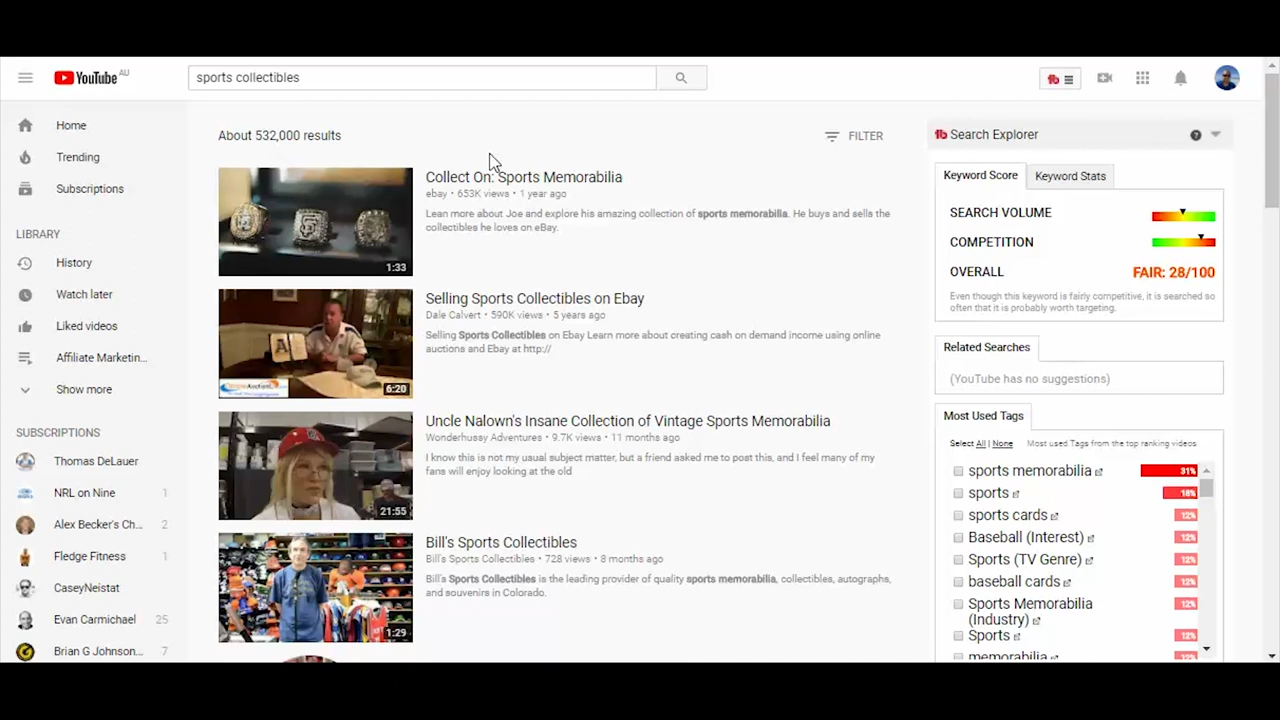 YouTube AU
sports collectibles
Home
Trending
Subscriptions
LIBRARY
History
Watch later
Liked videos
Affiliate Marketin...
Show more
SUBSCRIPTIONS
Thomas DeLauer
NRL on Nine 1
Alex Becker's Ch... 2
Fledge Fitness 1
CaseyNeistat
Evan Carmichael 25
Brian G Johnson... 7
About 532,000 results
FILTER
1:33
Collect On: Sports Memorabilia
ebay • 653K views • 1 year ago
Lean more about Joe and explore his amazing collection of sports memorabilia. He buys and sells the
collectibles he loves on eBay.
6:20
Selling Sports Collectibles on Ebay
Dale Calvert • 590K views • 5 years ago
Selling Sports Collectibles on Ebay Learn more about creating cash on demand income using online
auctions and Ebay at http://
21:55
Uncle Nalown's Insane Collection of Vintage Sports Memorabilia
Wonderhussy Adventures • 9.7K views • 11 months ago
I know this is not my usual subject matter, but a friend asked me to post this, and I feel many of my
fans will enjoy looking at the old
1:29
Bill's Sports Collectibles
Bill's Sports Collectibles • 728 views • 8 months ago
Bill's Sports Collectibles is the leading provider of quality sports memorabilia, collectibles, autographs,
and souvenirs in Colorado.
tb Search Explorer
Keyword Score Keyword Stats
SEARCH VOLUME
COMPETITION
OVERALL FAIR: 28/100
Even though this keyword is fairly competitive, it is searched so
often that it is probably worth targeting.
Related Searches
(YouTube has no suggestions)
Most Used Tags
Select All | None Most used Tags from the top ranking videos
sports memorabilia 31%
sports 18%
sports cards 12%
Baseball (Interest) 12%
Sports (TV Genre) 12%
baseball cards 12%
Sports Memorabilia
(Industry) 12%
Sports 12%
memorabilia 12%